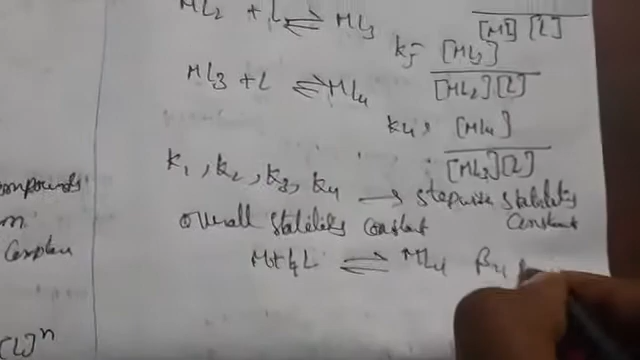 ML2 + L ⇌ ML3
[ML] [L]
K3 = [ML3]
[ML2][L]
ML3 + L ⇌ ML4
K4 = [ML4]
[ML3][L]
K1, K2, K3, K4 → stepwise stability
constant
overall stability constant
M + 4L ⇌ ML4 β4
ompounds
m
Complex
[L]^n